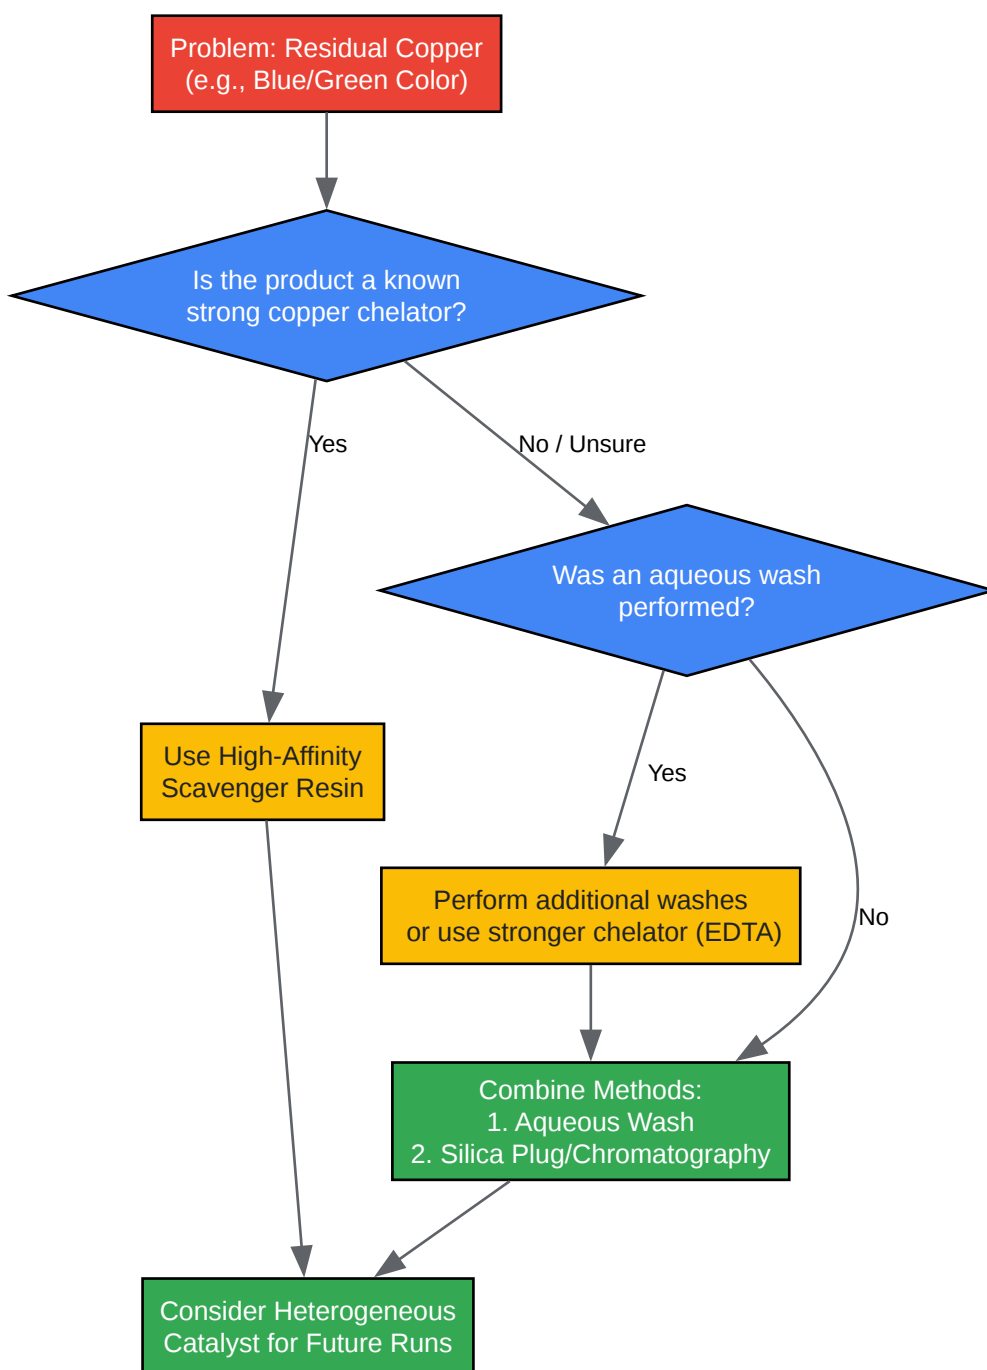 Problem: Residual Copper
(e.g., Blue/Green Color)
Is the product a known
strong copper chelator?
Yes
No / Unsure
Was an aqueous wash
performed?
Use High-Affinity
Scavenger Resin
Yes
Perform additional washes
or use stronger chelator (EDTA)
No
Combine Methods:
1. Aqueous Wash
2. Silica Plug/Chromatography
Consider Heterogeneous
Catalyst for Future Runs